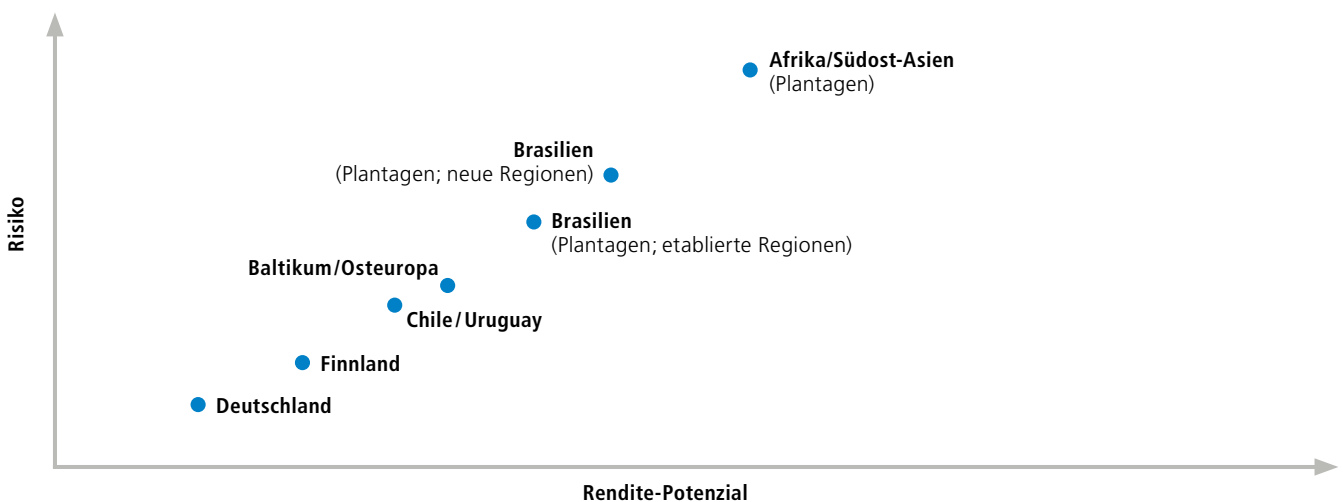 Afrika/Südost-Asien
(Plantagen)
Brasilien
(Plantagen; neue Regionen)
Brasilien
(Plantagen; etablierte Regionen)
Baltikum/Osteuropa
Chile/Uruguay
Finnland
Deutschland
Risiko
Rendite-Potenzial